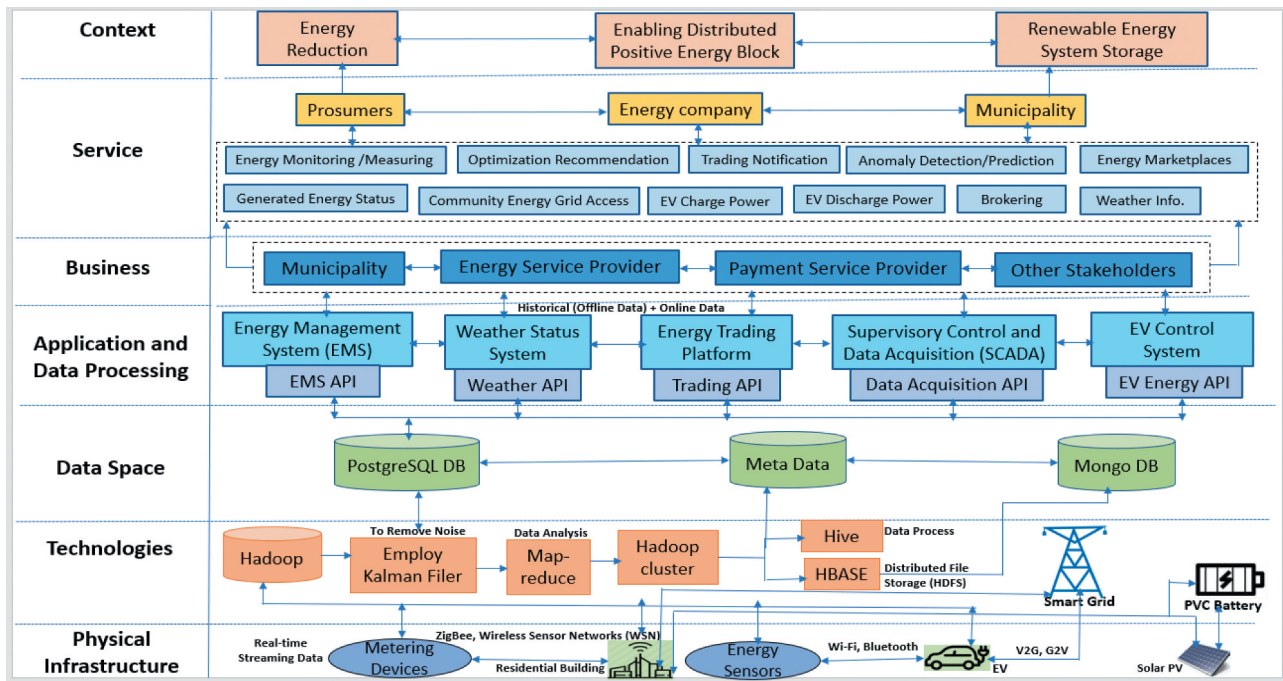 Context
Energy
Reduction
Enabling Distributed
Positive Energy Block
Renewable Energy
System Storage
Service
Prosumers
Energy company
Municipality
Energy Monitoring /Measuring
Optimization Recommendation
Trading Notification
Anomaly Detection/Prediction
Energy Marketplaces
Generated Energy Status
Community Energy Grid Access
EV Charge Power
EV Discharge Power
Brokering
Weather Info.
Business
Municipality
Energy Service Provider
Payment Service Provider
Other Stakeholders
Historical (Offline Data) + Online Data
Application and
Data Processing
Energy Management
System (EMS)
EMS API
Weather Status
System
Weather API
Energy Trading
Platform
Trading API
Supervisory Control and
Data Acquisition (SCADA)
Data Acquisition API
EV Control
System
EV Energy API
Data Space
PostgreSQL DB
Meta Data
Mongo DB
Technologies
Hadoop
To Remove Noise
Employ
Kalman Filer
Data Analysis
Map-
reduce
Hadoop
cluster
Hive
Data Process
HBASE
Distributed File
Storage (HDFS)
Smart Grid
PVC Battery
Physical
Infrastructure
Real-time
Streaming Data
Metering
Devices
ZigBee, Wireless Sensor Networks (WSN)
Residential Building
Energy
Sensors
Wi-Fi, Bluetooth
EV
V2G, G2V
Solar PV